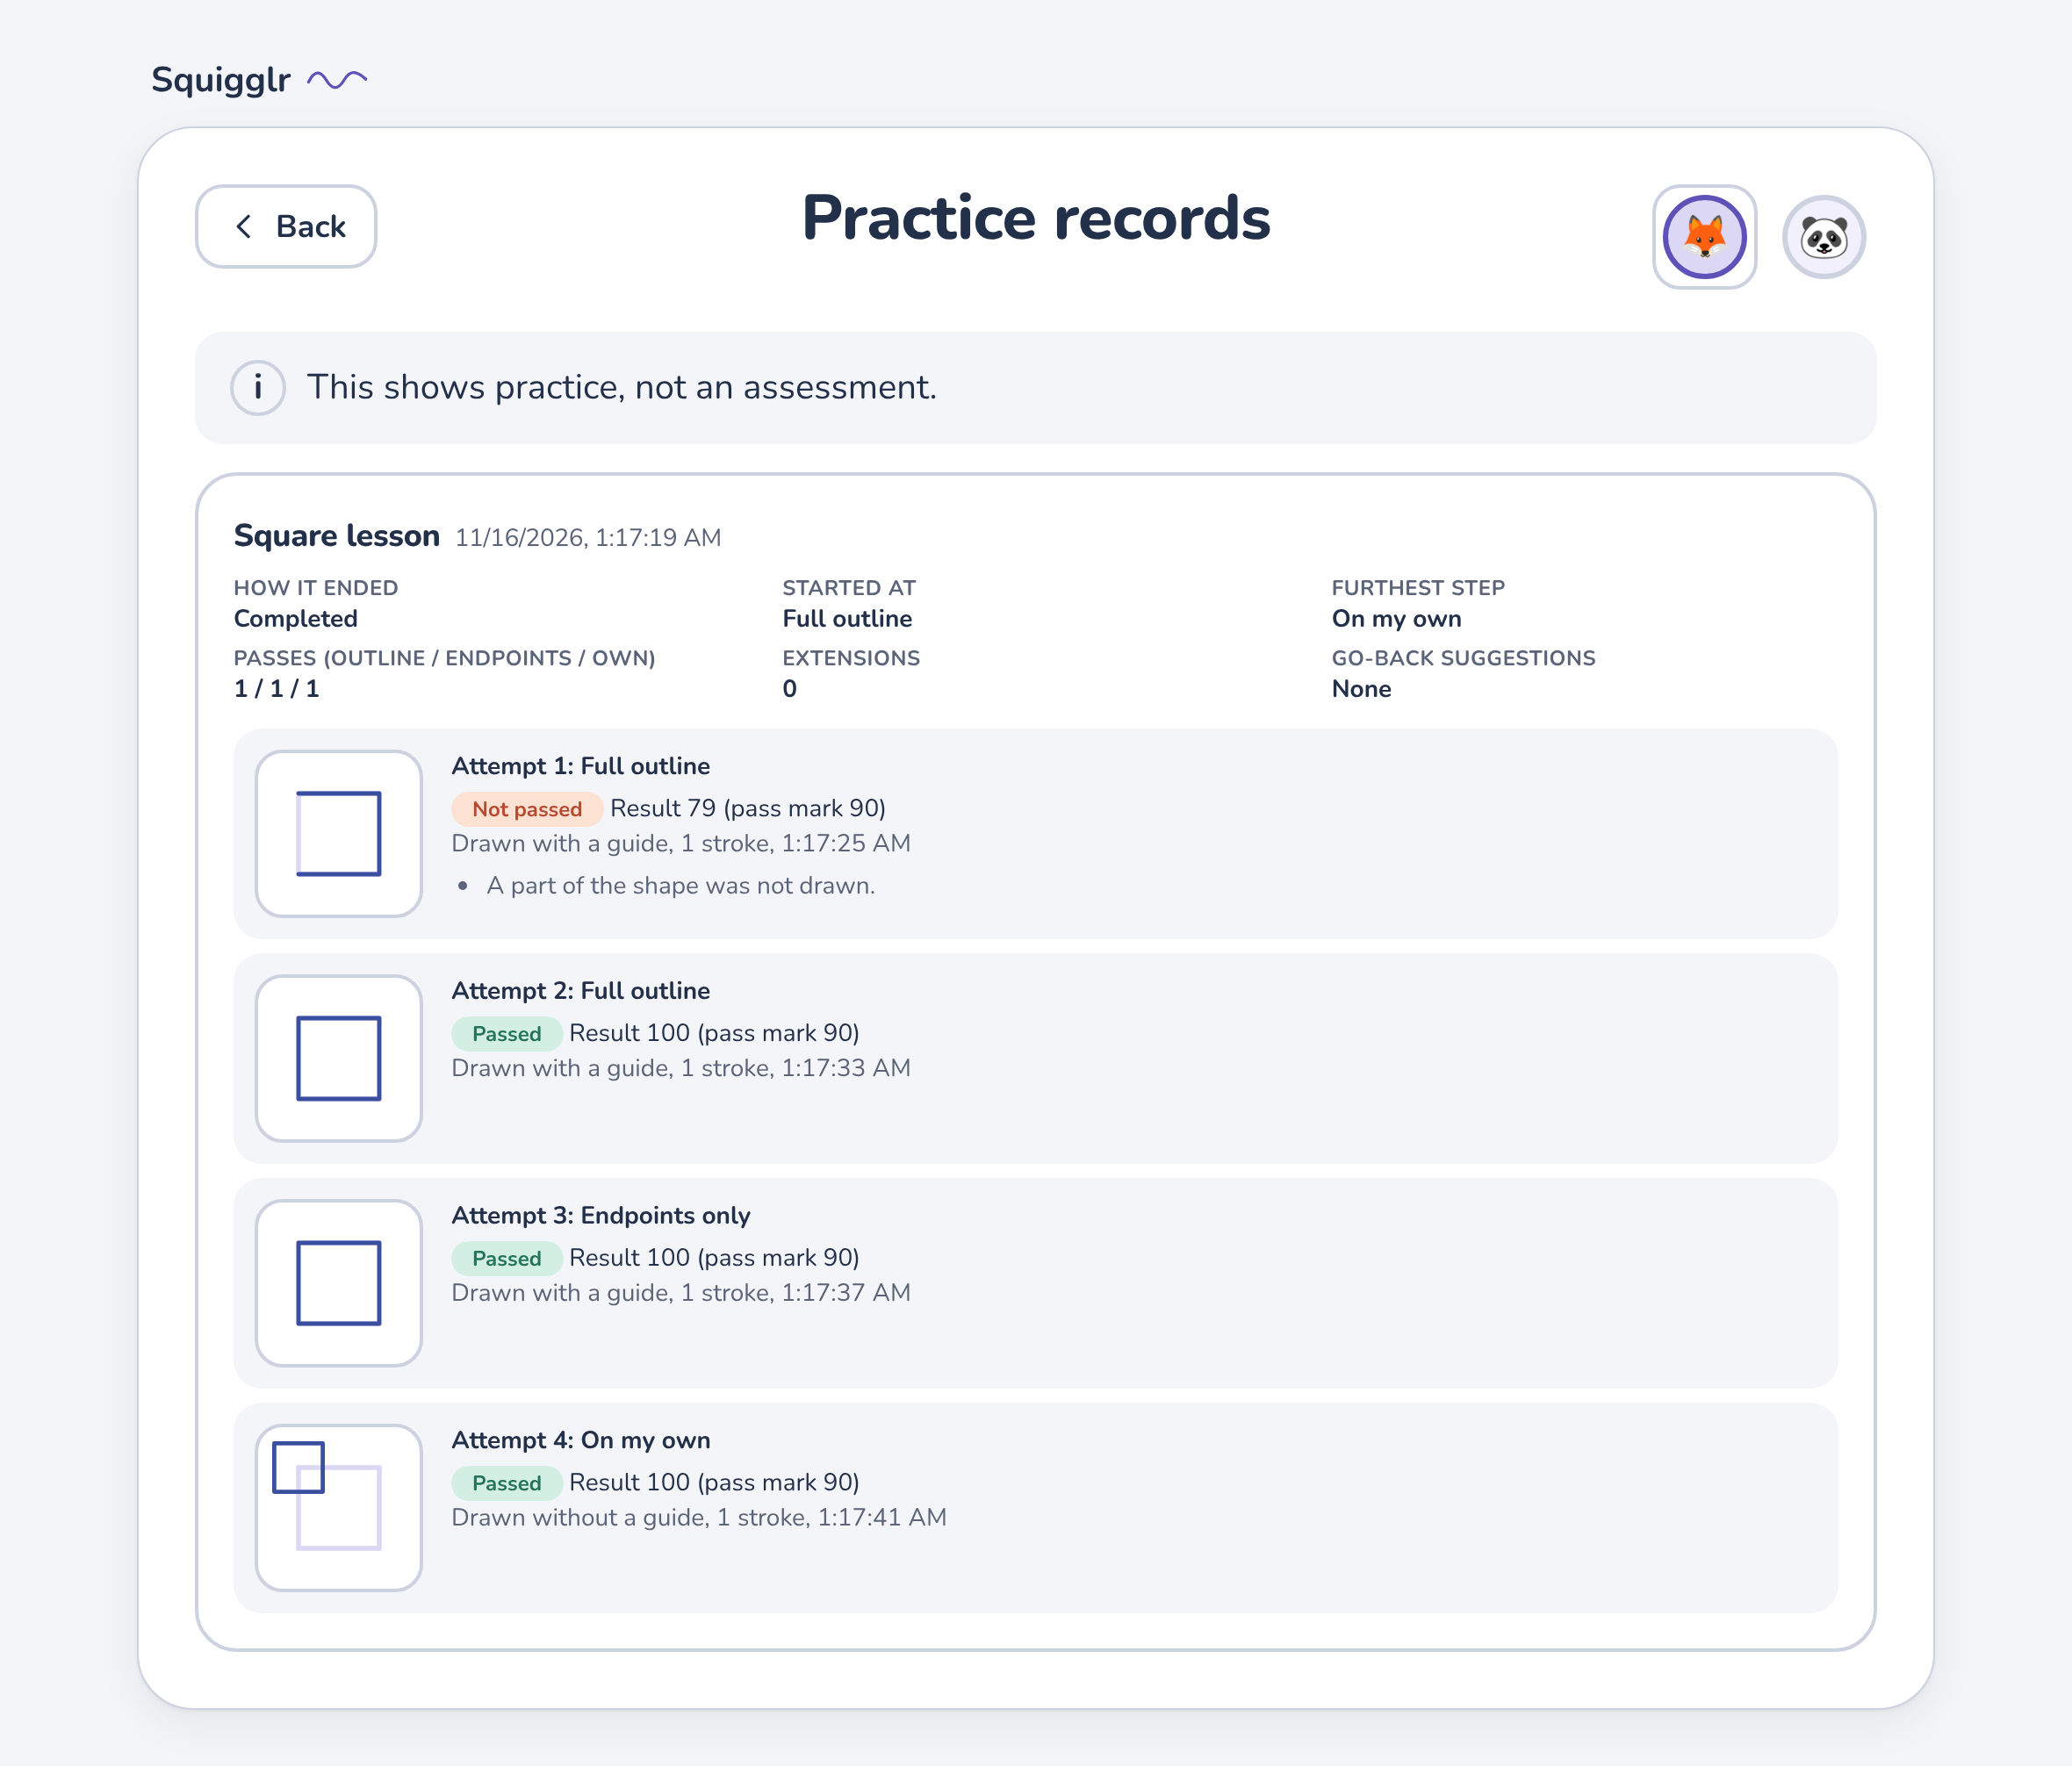 Squigglr
Back
Practice records
i This shows practice, not an assessment.
Square lesson 11/16/2026, 1:17:19 AM
HOW IT ENDED
Completed
STARTED AT
Full outline
FURTHEST STEP
On my own
PASSES (OUTLINE / ENDPOINTS / OWN)
1 / 1 / 1
EXTENSIONS
0
GO-BACK SUGGESTIONS
None
Attempt 1: Full outline
Not passed Result 79 (pass mark 90)
Drawn with a guide, 1 stroke, 1:17:25 AM
• A part of the shape was not drawn.
Attempt 2: Full outline
Passed Result 100 (pass mark 90)
Drawn with a guide, 1 stroke, 1:17:33 AM
Attempt 3: Endpoints only
Passed Result 100 (pass mark 90)
Drawn with a guide, 1 stroke, 1:17:37 AM
Attempt 4: On my own
Passed Result 100 (pass mark 90)
Drawn without a guide, 1 stroke, 1:17:41 AM